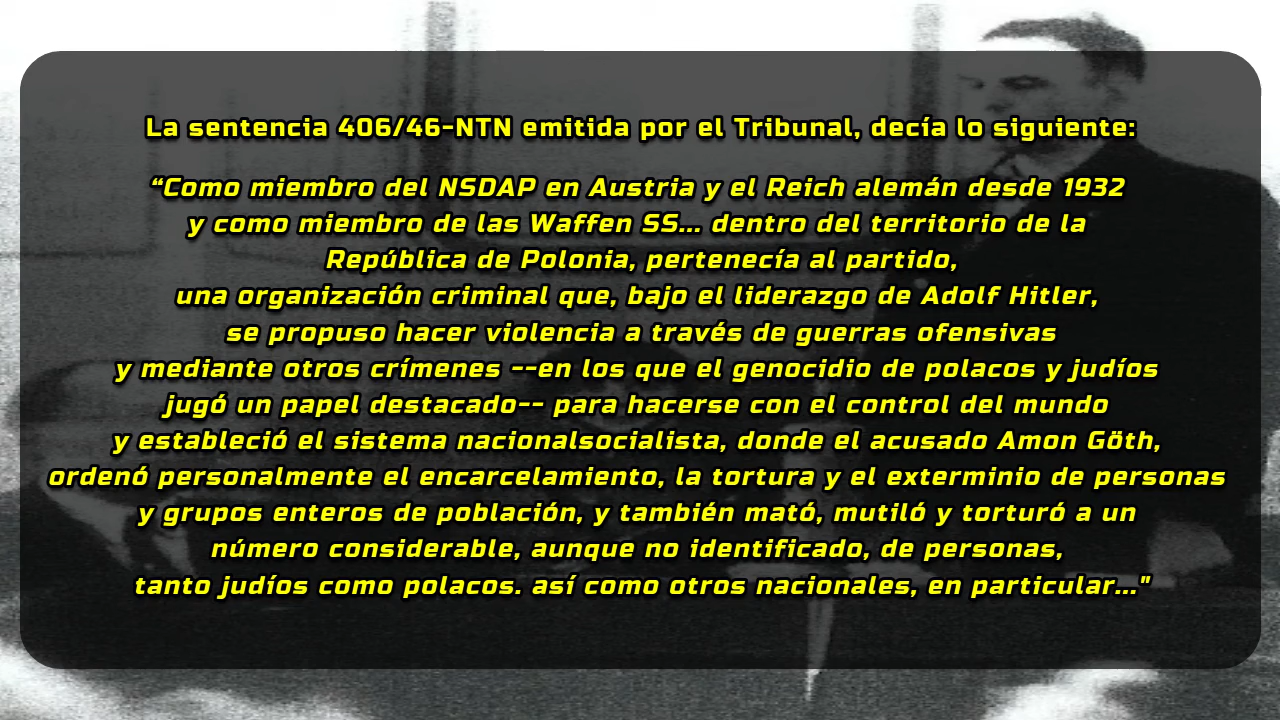 La sentencia 406/46-NTN emitida por el Tribunal, decía lo siguiente:
“Como miembro del NSDAP en Austria y el Reich alemán desde 1932
y como miembro de las Waffen SS... dentro del territorio de la
República de Polonia, pertenecía al partido,
una organización criminal que, bajo el liderazgo de Adolf Hitler,
se propuso hacer violencia a través de guerras ofensivas
y mediante otros crímenes --en los que el genocidio de polacos y judíos
jugó un papel destacado-- para hacerse con el control del mundo
y estableció el sistema nacionalsocialista, donde el acusado Amon Göth,
ordenó personalmente el encarcelamiento, la tortura y el exterminio de personas
y grupos enteros de población, y también mató, mutiló y torturó a un
número considerable, aunque no identificado, de personas,
tanto judíos como polacos. así como otros nacionales, en particular..."